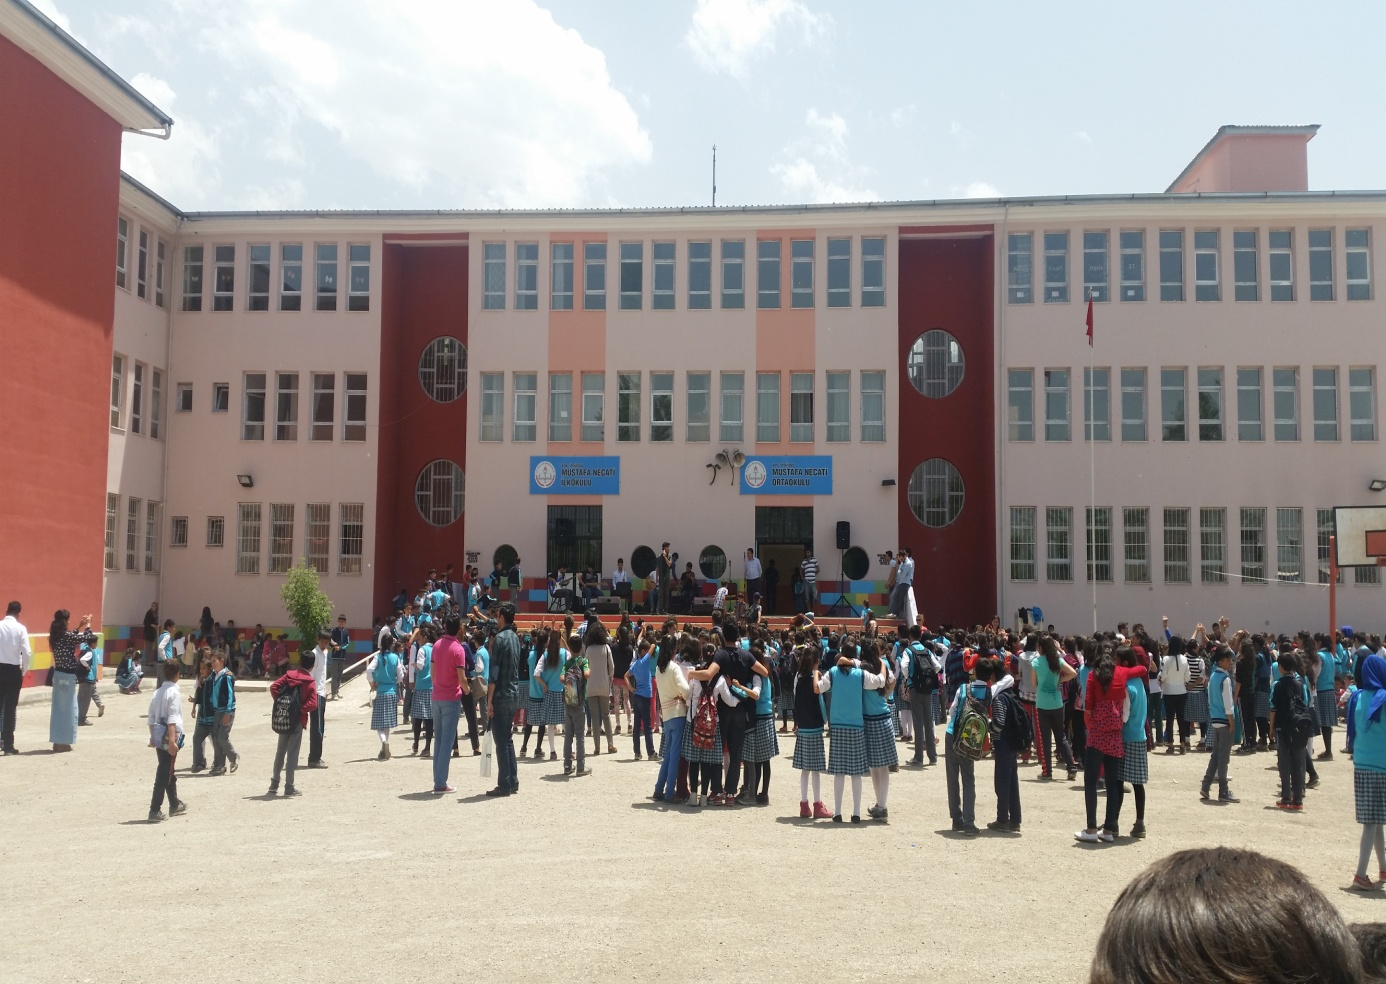 MUSTAFA NECATİ
İLKOKULU
MUSTAFA NECATİ
ORTAOKULU